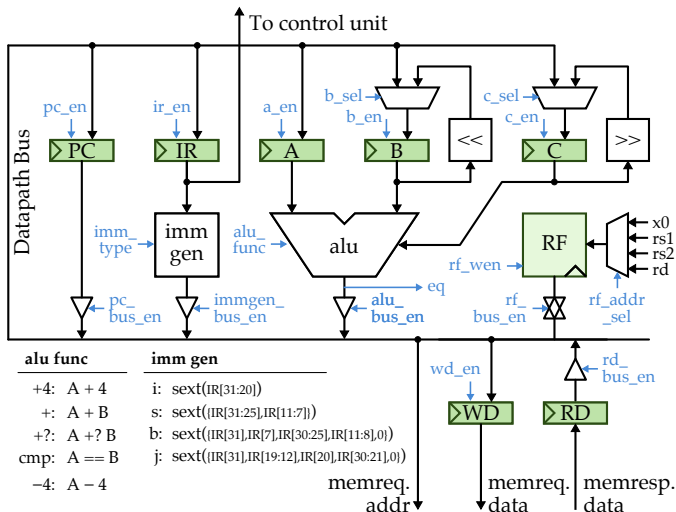 To control unit
pc_en
ir_en
a_en
b_sel
b_en
c_sel
c_en
Datapath Bus
PC
IR
A
B
<<
C
>>
imm_
type
imm
gen
alu_
func
alu
RF
x0
rs1
rs2
rd
rf_wen
eq
pc_
bus_en
immgen_
bus_en
alu_
bus_en
rf_
bus_en
rf_addr
_sel
alu func
+4: A + 4
+: A + B
+?: A +? B
cmp: A == B
−4: A − 4
imm gen
i: sext(IR[31:20])
s: sext({IR[31:25],IR[11:7]})
b: sext({IR[31],IR[7],IR[30:25],IR[11:8],0})
j: sext({IR[31],IR[19:12],IR[20],IR[30:21],0})
wd_en
rd_
bus_en
WD
RD
memreq.
addr
memreq.
data
memresp.
data